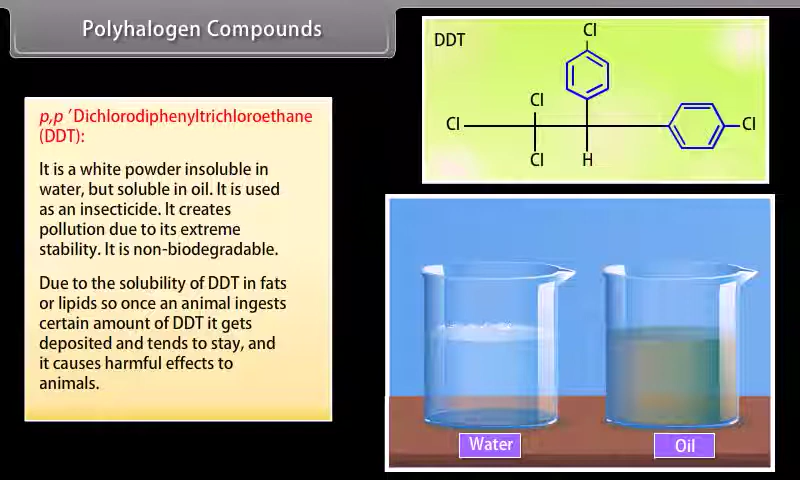 Polyhalogen Compounds
p,p ′Dichlorodiphenyltrichloroethane
(DDT):
It is a white powder insoluble in
water, but soluble in oil. It is used
as an insecticide. It creates
pollution due to its extreme
stability. It is non-biodegradable.
Due to the solubility of DDT in fats
or lipids so once an animal ingests
certain amount of DDT it gets
deposited and tends to stay, and
it causes harmful effects to
animals.
DDT
Cl
Cl
Cl
Cl
Cl
H
Water
Oil